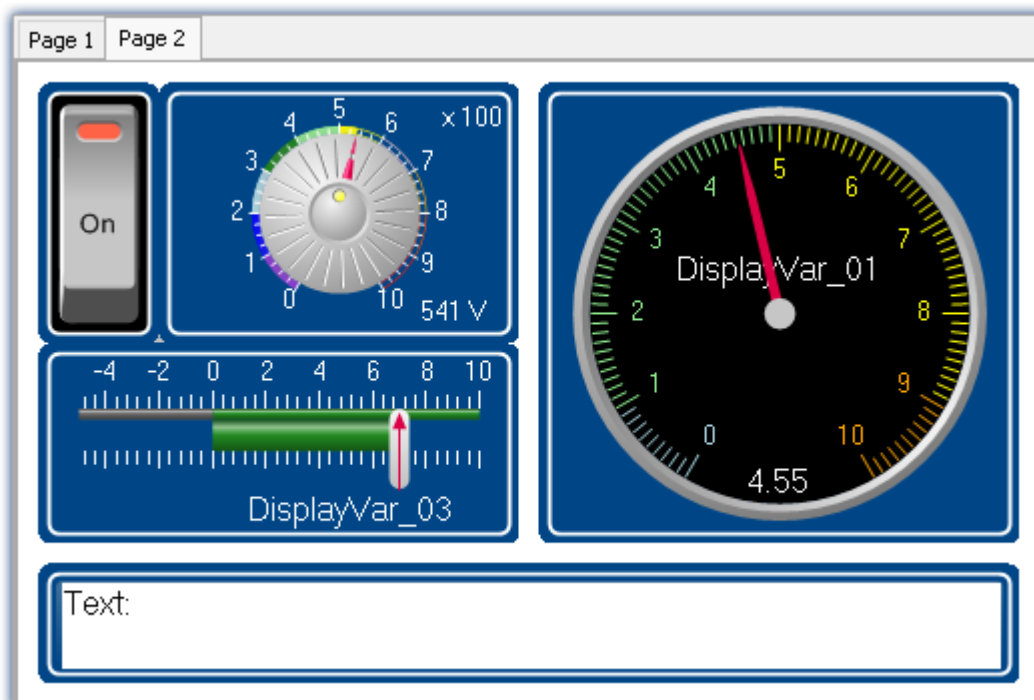 Page 1 Page 2
On
x100
0 1 2 3 4 5 6 7 8 9 10
541 V
-4 -2 0 2 4 6 8 10
DisplayVar_03
0 1 2 3 4 5 6 7 8 9 10
DisplayVar_01
4.55
Text: